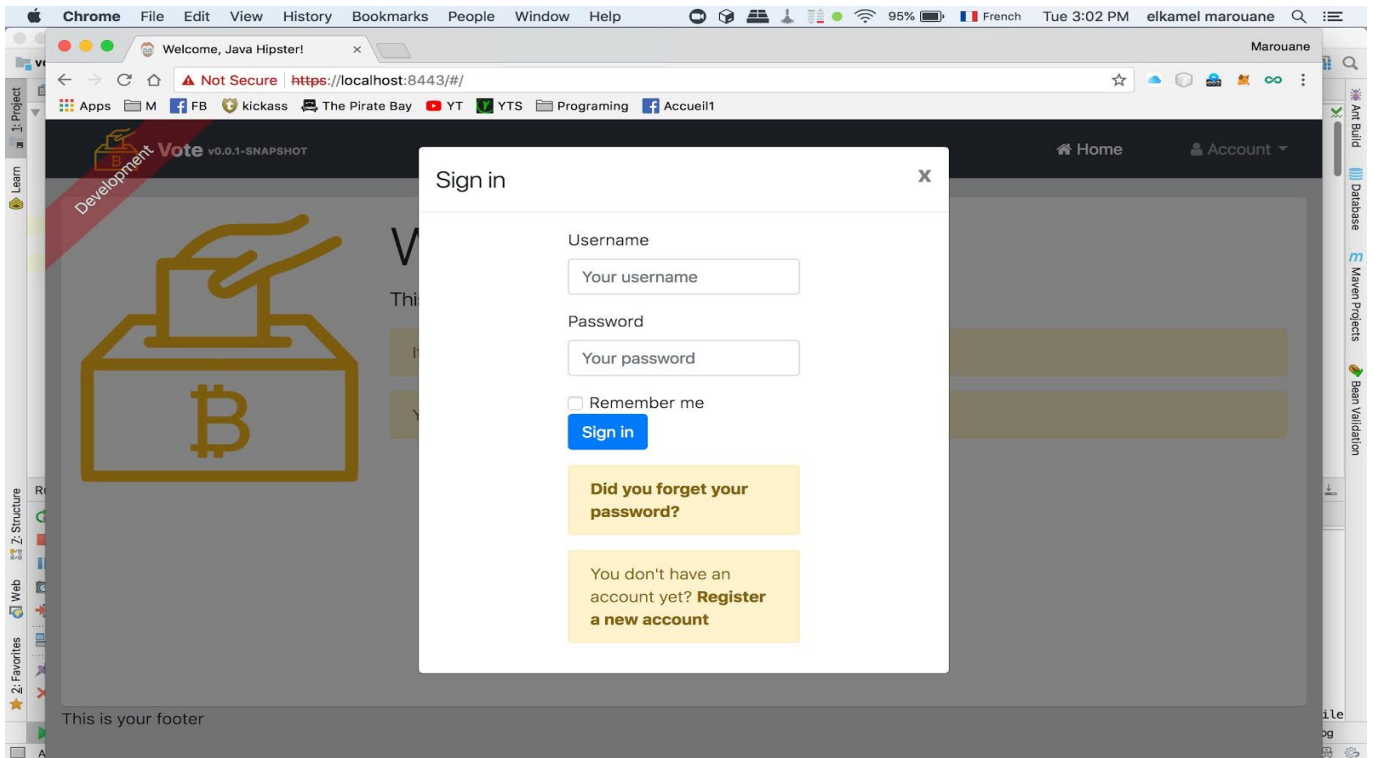 Chrome File Edit View History Bookmarks People Window Help 95% French Tue 3:02 PM elkamel marouane
Welcome, Java Hipster!
Marouane
Not Secure https://localhost:8443/#/
Apps M FB kickass The Pirate Bay YT YTS Programing Accueil1
Development
Vote v0.0.1-SNAPSHOT
Home
Account
B
Sign in
x
Username
Your username
Password
Your password
Remember me
Sign in
Did you forget your
password?
You don't have an
account yet? Register
a new account
This is your footer
1: Project
Learn
7: Structure
Web
2: Favorites
Ant Build
Database
m Maven Projects
Bean Validation